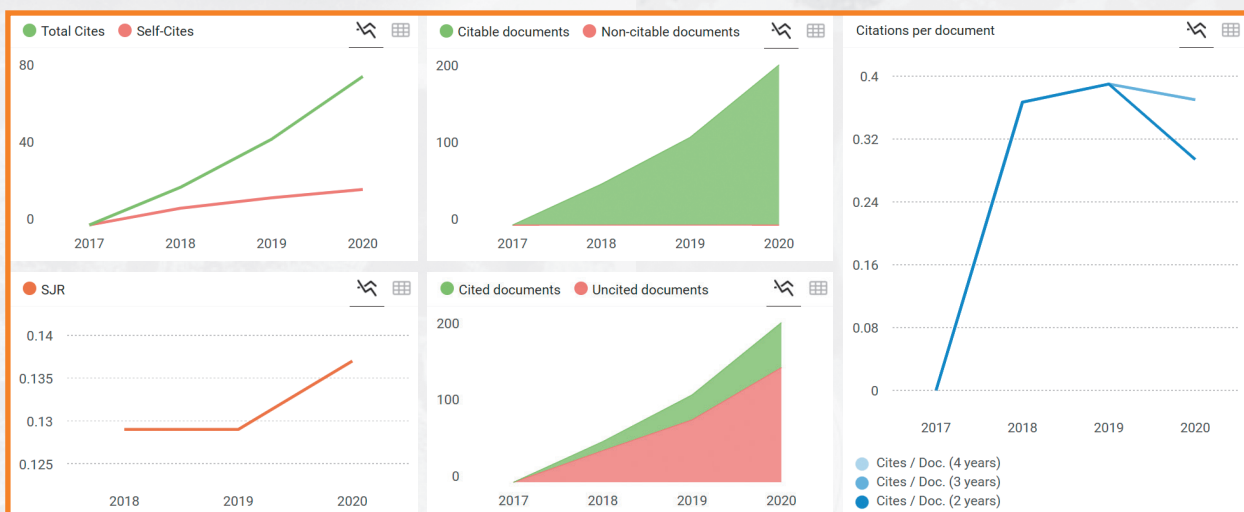 Total Cites Self-Cites
80
40
0
2017 2018 2019 2020
Citable documents Non-citable documents
200
100
0
2017 2018 2019 2020
Citations per document
0.4
0.32
0.24
0.16
0.08
0
2017 2018 2019 2020
Cites / Doc. (4 years)
Cites / Doc. (3 years)
Cites / Doc. (2 years)
SJR
0.14
0.135
0.13
0.125
2018 2019 2020
Cited documents Uncited documents
200
100
0
2017 2018 2019 2020